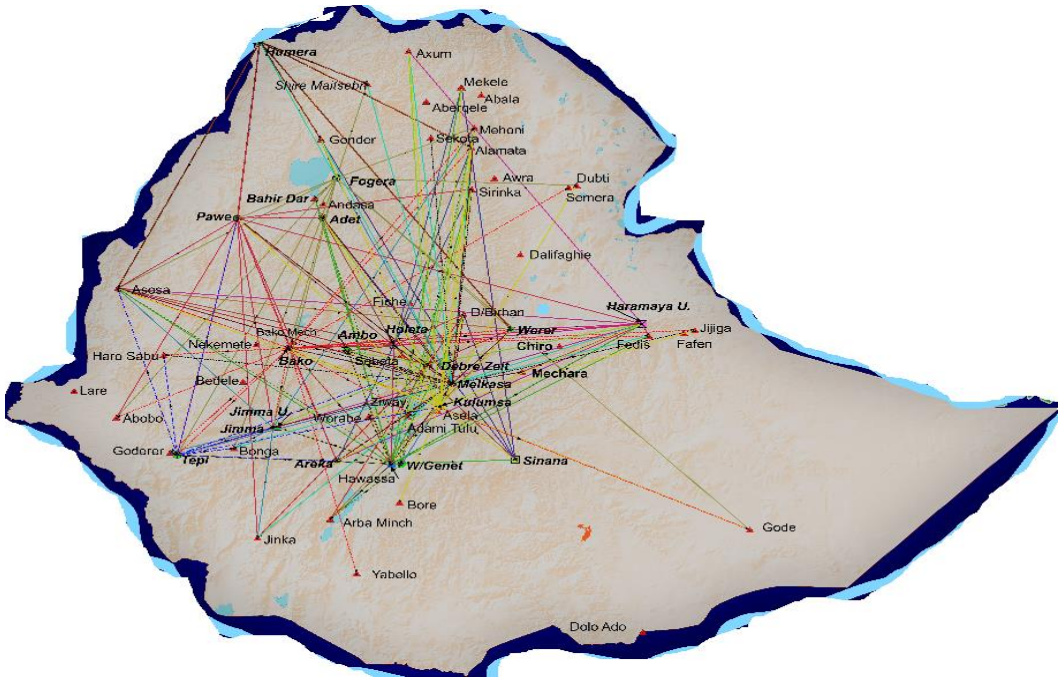 Humera
Axum
Shire Maitsebri
Mekele
Abala
Abergele
Mehoni
Gondor
Sekota
Alamata
Fogera
Awra
Dubti
Semera
Sirinka
Bahir Dar
Andasa
Pawe
Adet
Dalifaghie
Asosa
Fiche
D/Birhan
Haramaya U.
Bako Mech
Ambo
Holeta
Werer
Jijiga
Nekemete
Sebeta
Chiro
Fedis
Fafen
Haro Sabu
Bako
Debre Zeit
Mechara
Bedele
Melkasa
Lare
Ziway
Kulumsa
Abobo
Jimma U.
Worabe
Asela
Jimma
Adami Tulu
Goderer
Bonga
Tepi
Areka
W/Genet
Sinana
Hawassa
Bore
Arba Minch
Gode
Jinka
Yabello
Dolo Ado